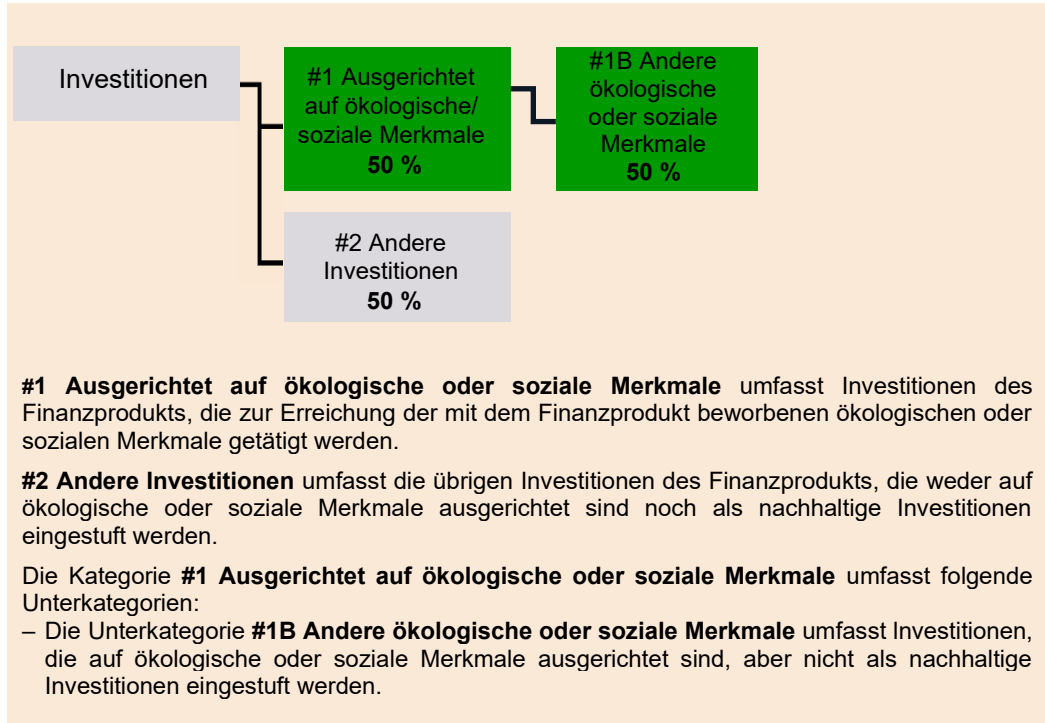 Investitionen
#1 Ausgerichtet
auf ökologische/
soziale Merkmale
50 %
#1B Andere
ökologische
oder soziale
Merkmale
50 %
#2 Andere
Investitionen
50 %
#1 Ausgerichtet auf ökologische oder soziale Merkmale umfasst Investitionen des
Finanzprodukts, die zur Erreichung der mit dem Finanzprodukt beworbenen ökologischen oder
sozialen Merkmale getätigt werden.
#2 Andere Investitionen umfasst die übrigen Investitionen des Finanzprodukts, die weder auf
ökologische oder soziale Merkmale ausgerichtet sind noch als nachhaltige Investitionen
eingestuft werden.
Die Kategorie #1 Ausgerichtet auf ökologische oder soziale Merkmale umfasst folgende
Unterkategorien:
– Die Unterkategorie #1B Andere ökologische oder soziale Merkmale umfasst Investitionen,
die auf ökologische oder soziale Merkmale ausgerichtet sind, aber nicht als nachhaltige
Investitionen eingestuft werden.